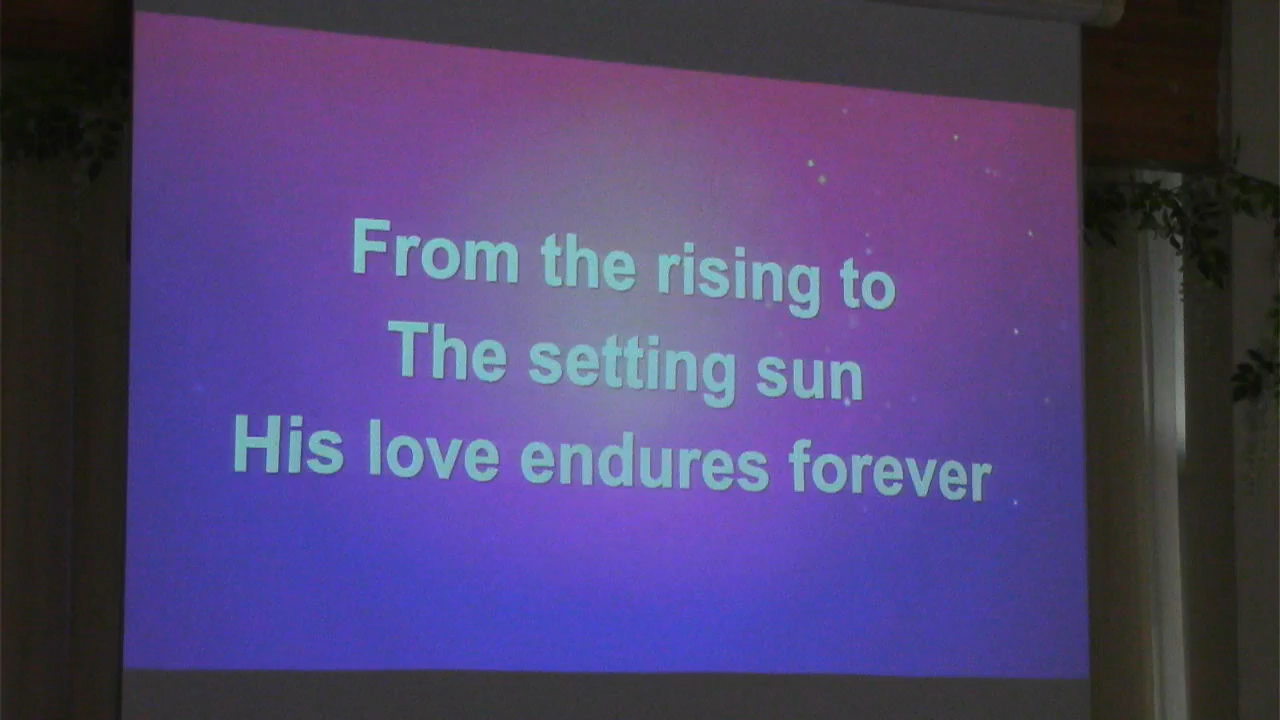 From the rising to
The setting sun
His love endures forever